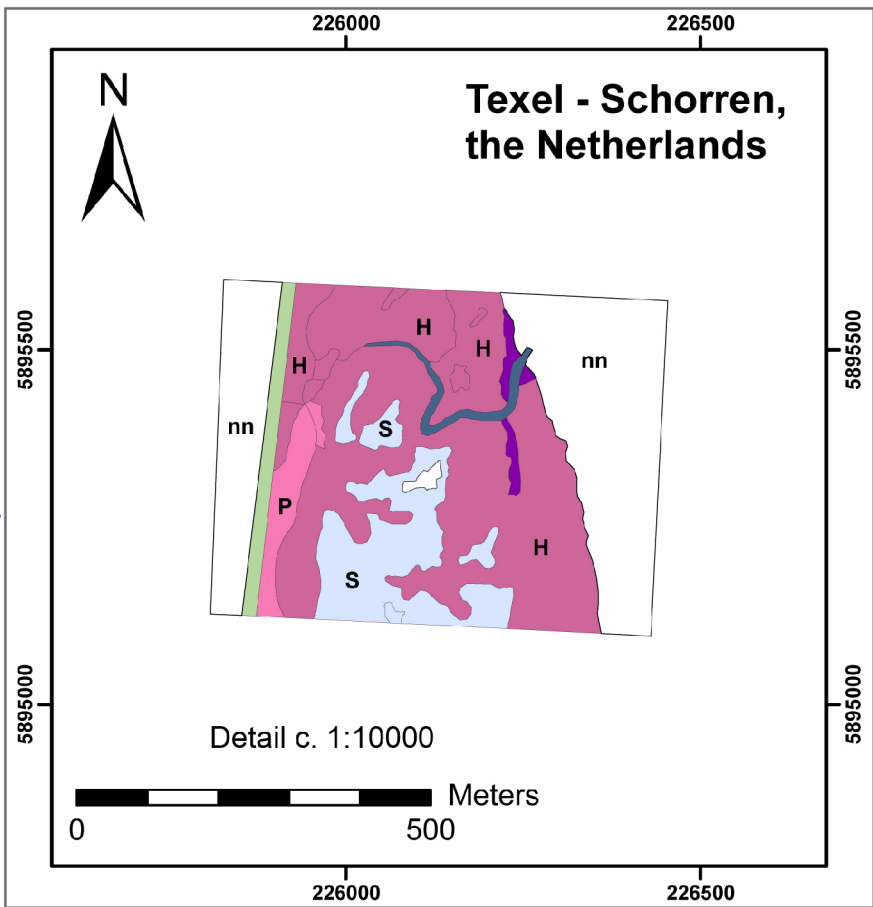 226000
226500
N
Texel - Schorren,
the Netherlands
5895500
5895500
H
H
H
nn
nn
S
P
H
S
5895000
5895000
Detail c. 1:10000
Meters
0
500
226000
226500